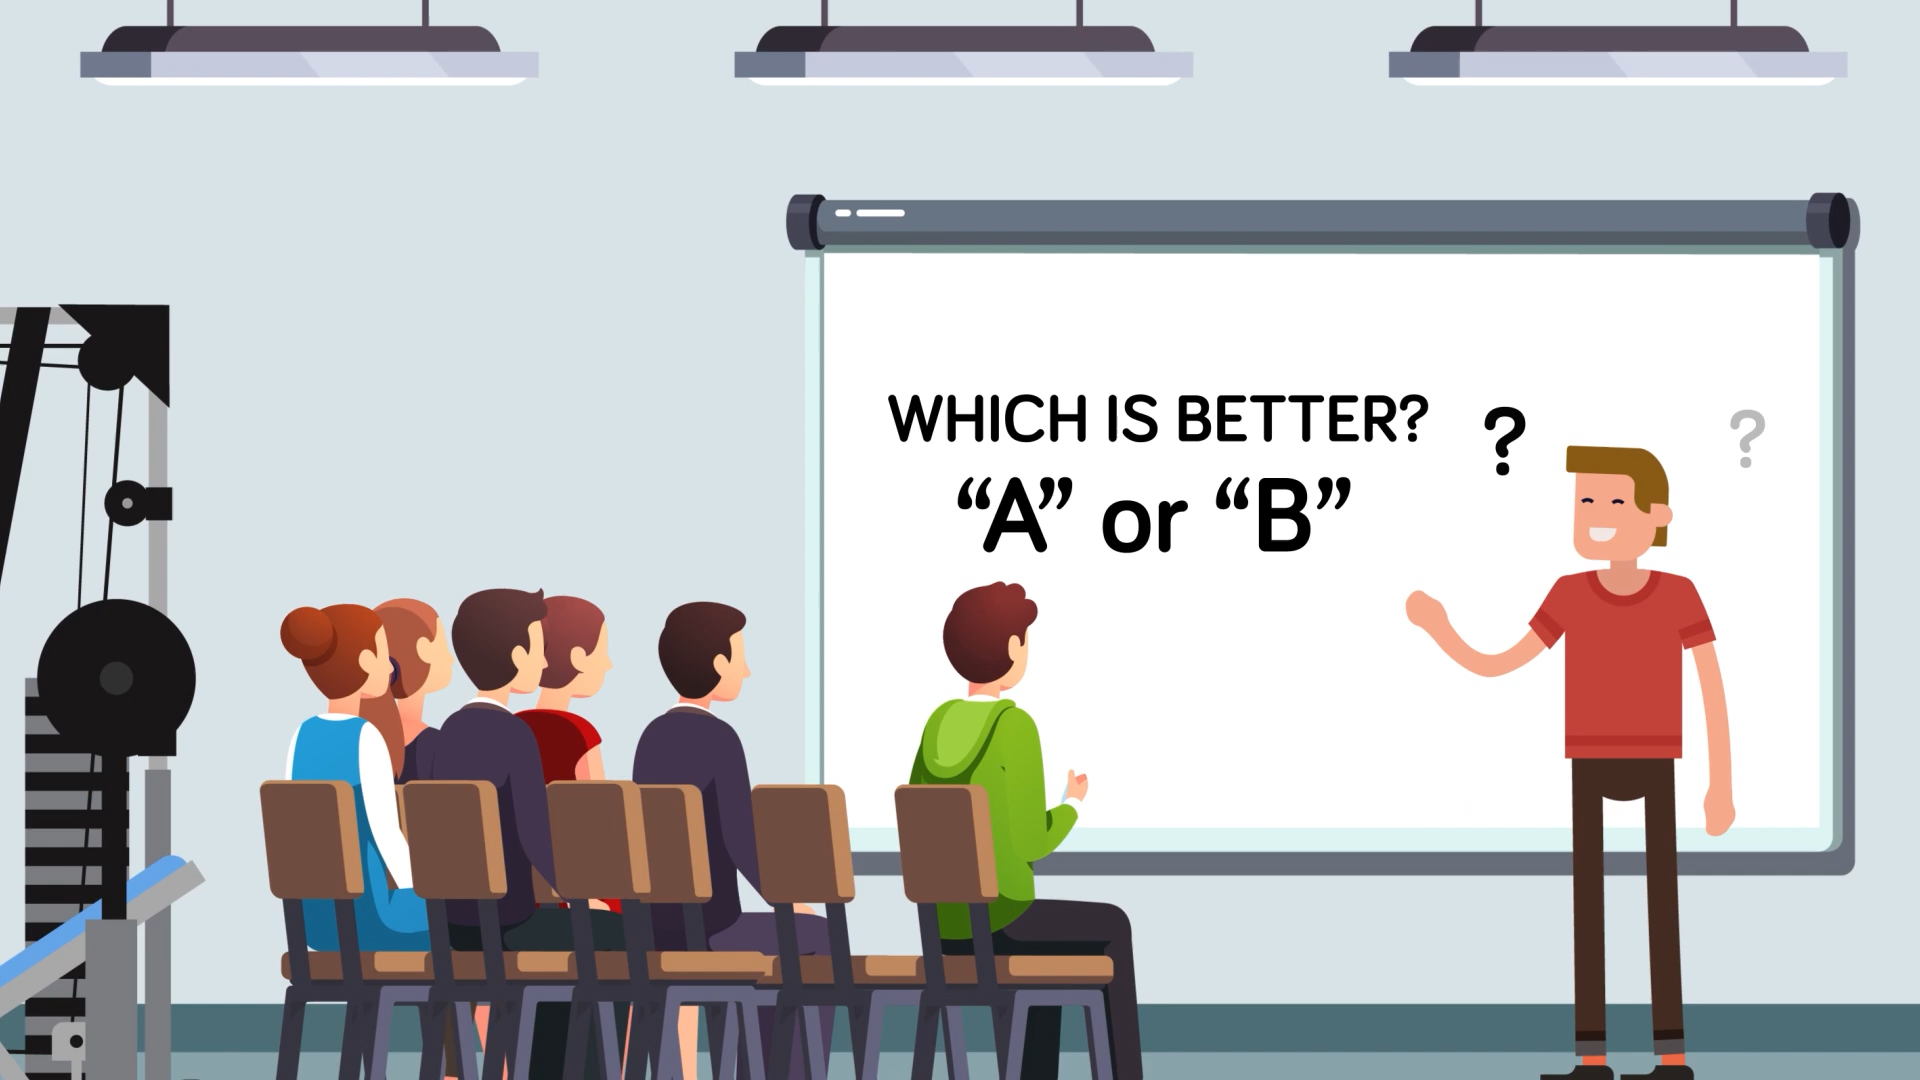 WHICH IS BETTER?
“A” or “B”
? ?